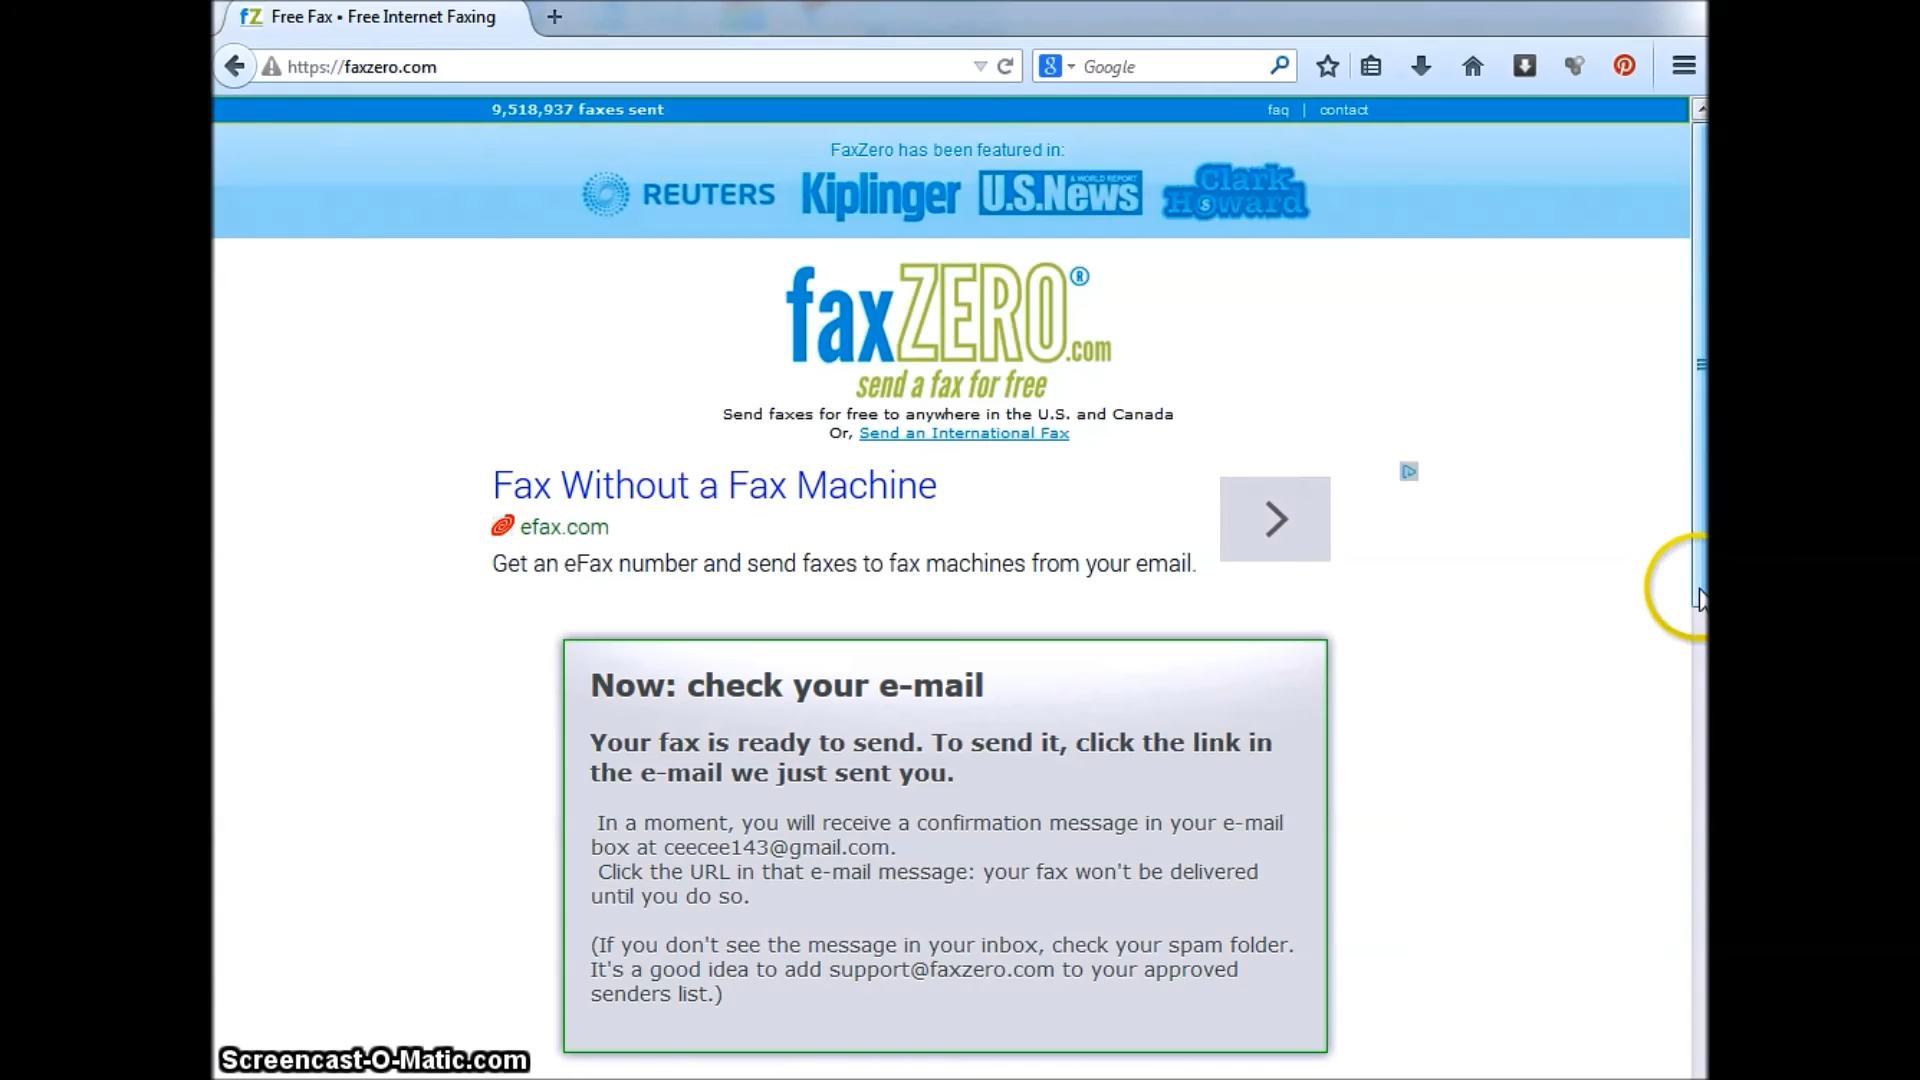 Free Fax • Free Internet Faxing
https://faxzero.com
Google
9,518,937 faxes sent
faq | contact
FaxZero has been featured in:
REUTERS Kiplinger U.S.News & WORLD REPORT Clark Howard
faxZERO.com®
send a fax for free
Send faxes for free to anywhere in the U.S. and Canada
Or, Send an International Fax
Fax Without a Fax Machine
efax.com
Get an eFax number and send faxes to fax machines from your email.
Now: check your e-mail
Your fax is ready to send. To send it, click the link in
the e-mail we just sent you.
In a moment, you will receive a confirmation message in your e-mail
box at ceecee143@gmail.com.
Click the URL in that e-mail message: your fax won't be delivered
until you do so.
(If you don't see the message in your inbox, check your spam folder.
It's a good idea to add support@faxzero.com to your approved
senders list.)
Screencast-O-Matic.com